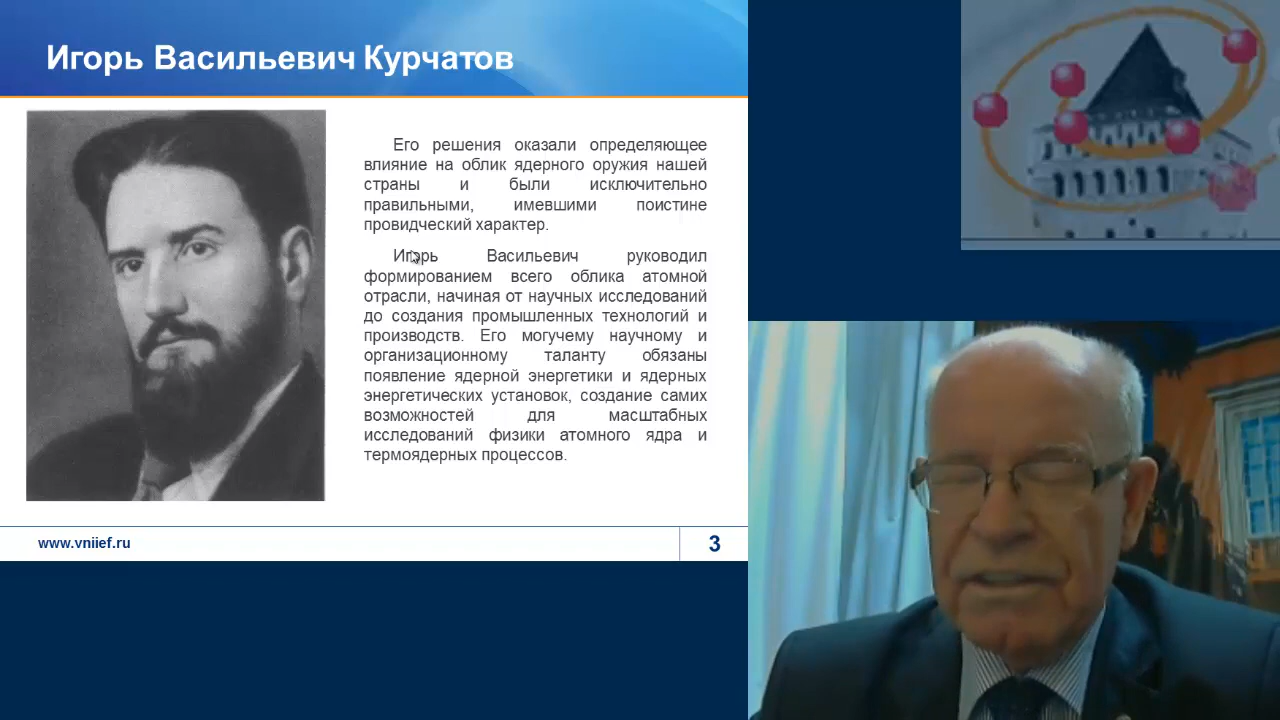 Игорь Васильевич Курчатов
Его решения оказали определяющее
влияние на облик ядерного оружия нашей
страны и были исключительно
правильными, имевшими поистине
провидческий характер.
Игорь Васильевич руководил
формированием всего облика атомной
отрасли, начиная от научных исследований
до создания промышленных технологий и
производств. Его могучему научному и
организационному таланту обязаны
появление ядерной энергетики и ядерных
энергетических установок, создание самих
возможностей для масштабных
исследований физики атомного ядра и
термоядерных процессов.
www.vniief.ru
3